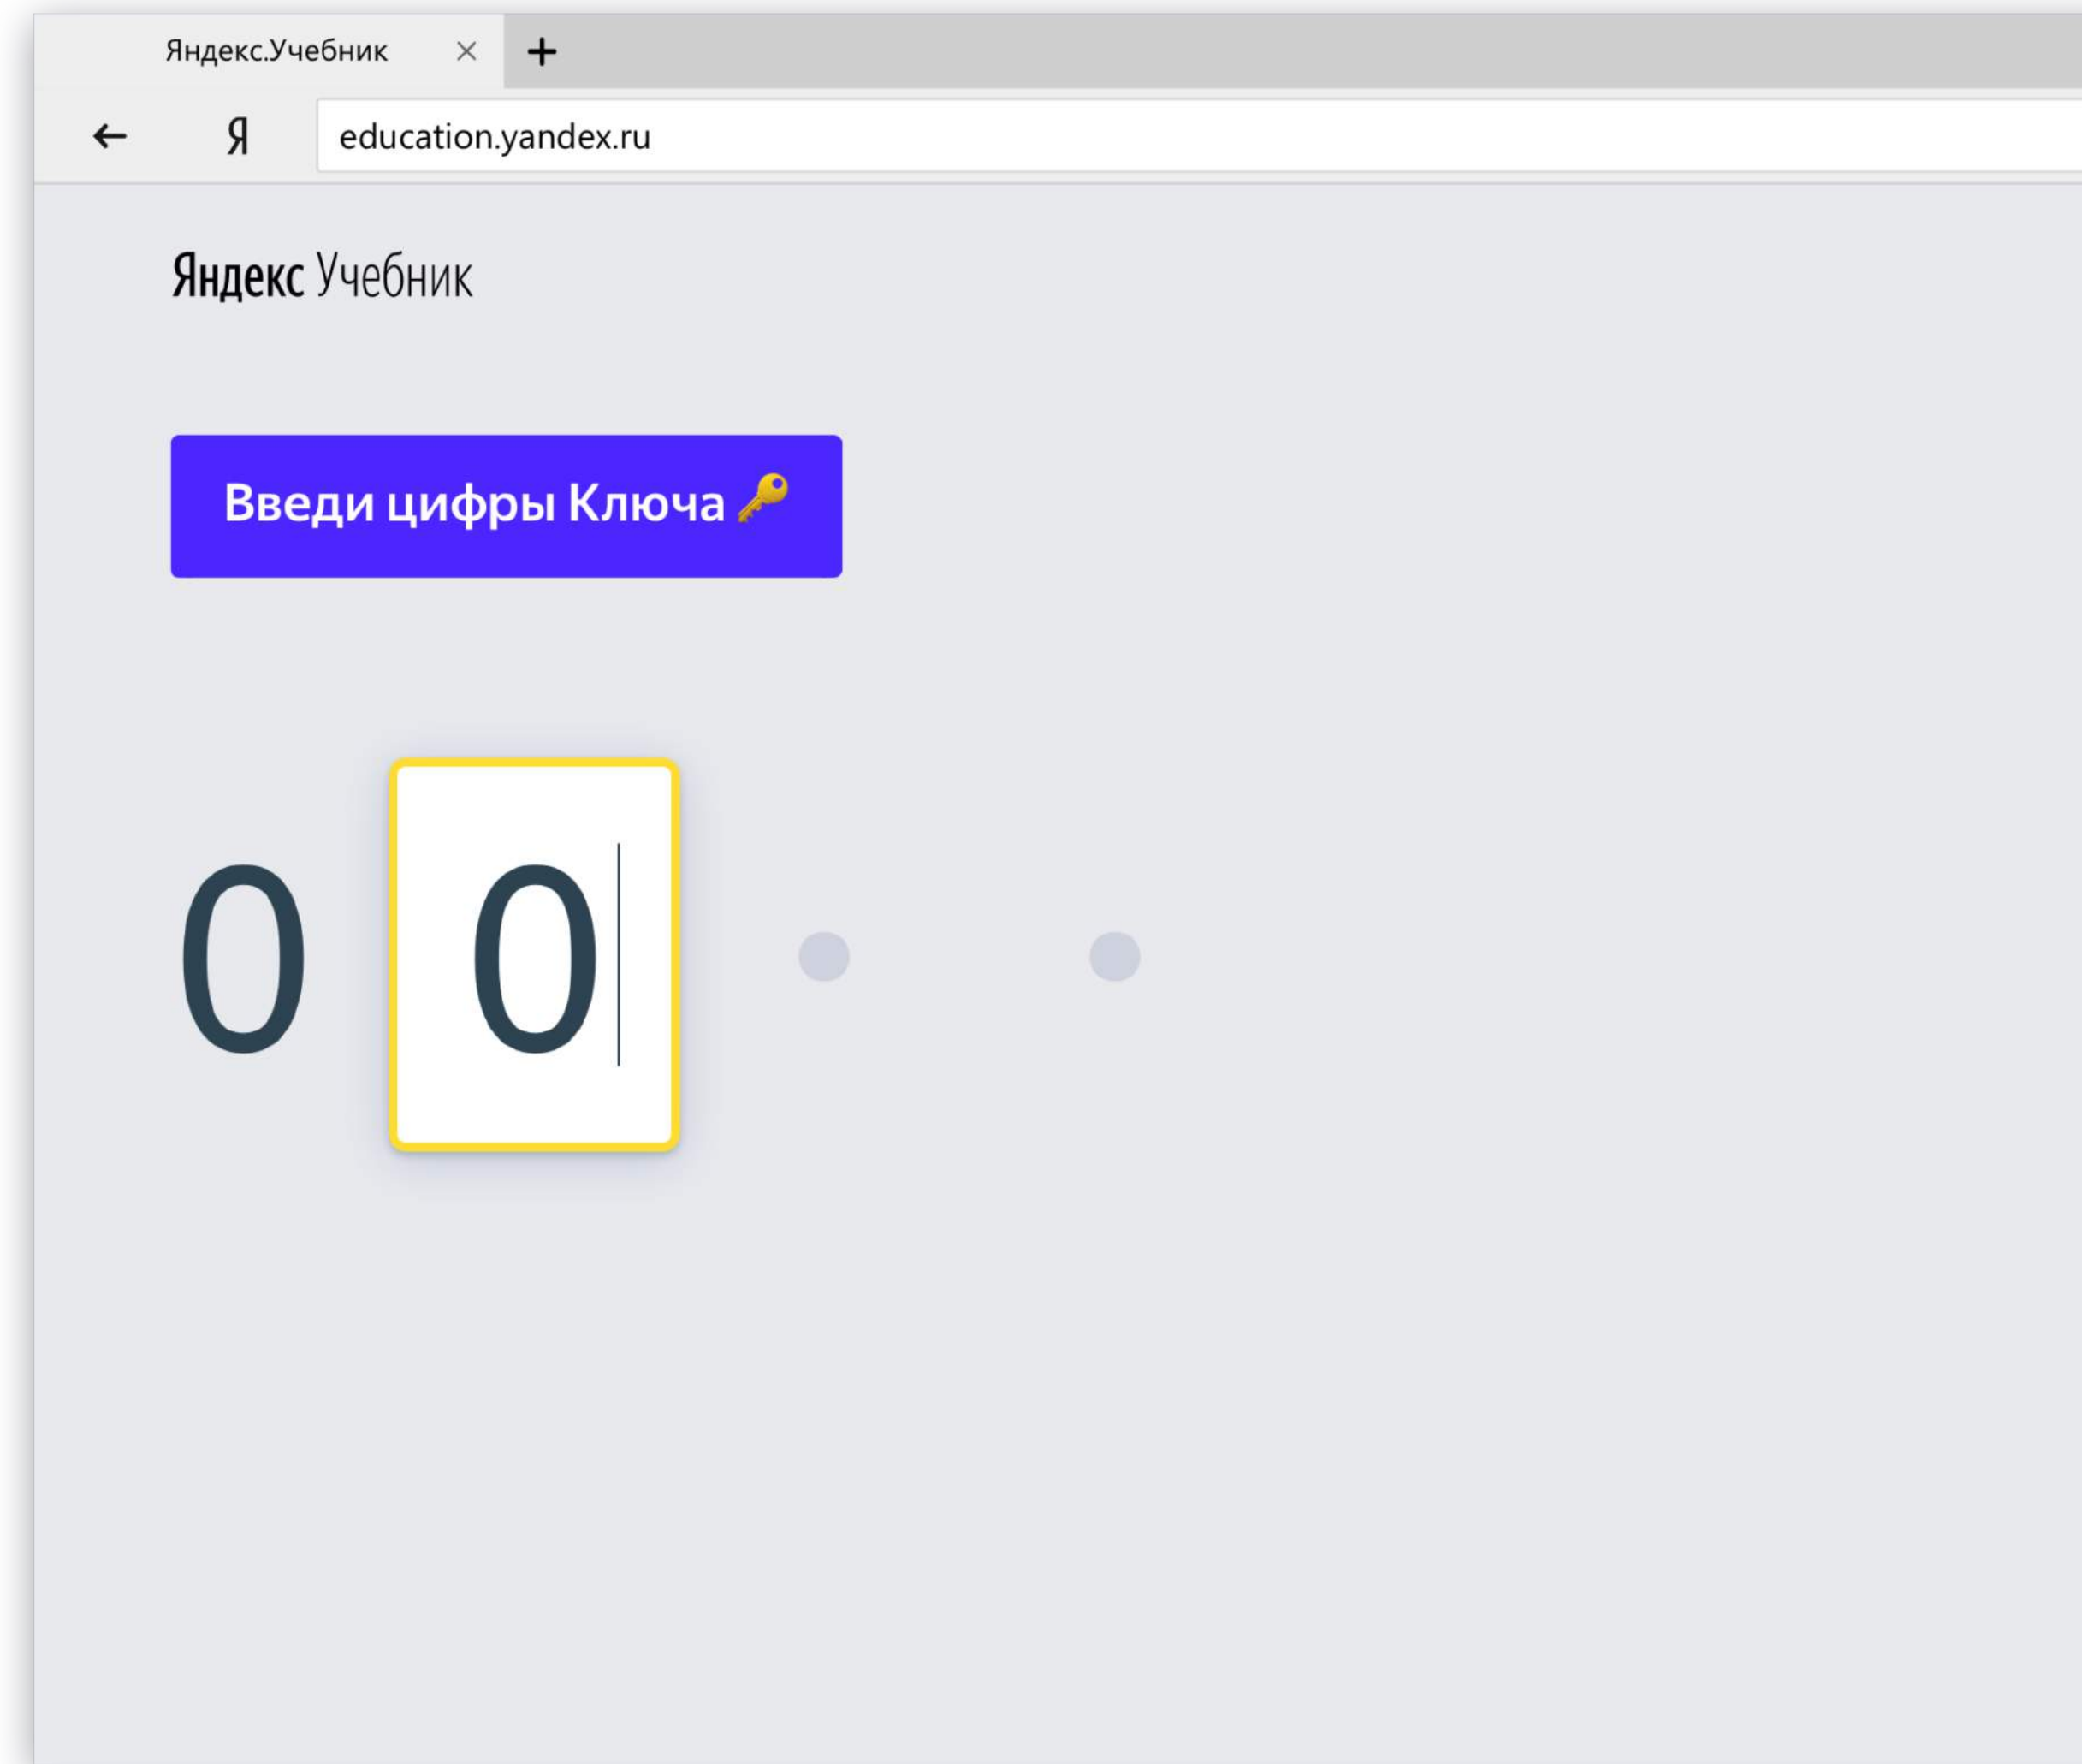 Яндекс.Учебник
Я education.yandex.ru
Яндекс Учебник
Введи цифры Ключа
0 0